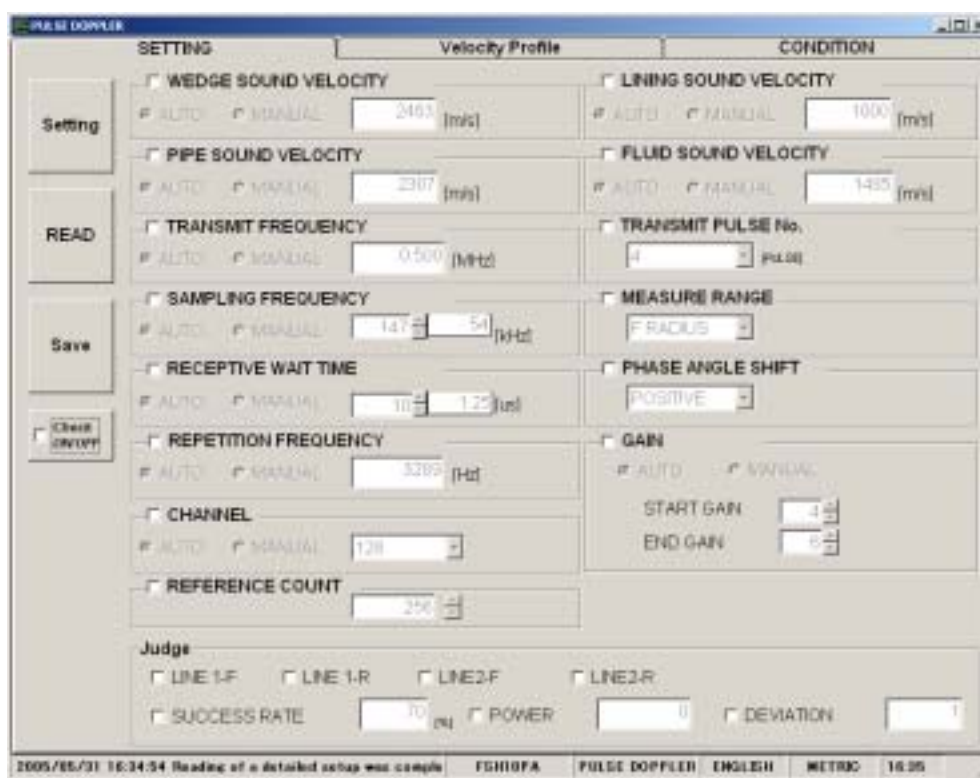 PULSE DOPPLER
SETTING Velocity Profile CONDITION
Setting
READ
Save
Check ON/OFF
WEDGE SOUND VELOCITY
AUTO MANUAL 2463 [m/s]
PIPE SOUND VELOCITY
AUTO MANUAL [m/s]
TRANSMIT FREQUENCY
AUTO MANUAL 0.500 [MHz]
SAMPLING FREQUENCY
AUTO MANUAL 147 54 [kHz]
RECEPTIVE WAIT TIME
AUTO MANUAL 10 1.25 [us]
REPETITION FREQUENCY
AUTO MANUAL [Hz]
CHANNEL
AUTO MANUAL 128
REFERENCE COUNT
256
LINING SOUND VELOCITY
AUTO MANUAL 1000 [m/s]
FLUID SOUND VELOCITY
AUTO MANUAL [m/s]
TRANSMIT PULSE No.
4 [PULSE]
MEASURE RANGE
F.RADIUS
PHASE ANGLE SHIFT
POSITIVE
GAIN
AUTO MANUAL
START GAIN 4
END GAIN 6
Judge
LINE 1-F LINE 1-R LINE2-F LINE2-R
SUCCESS RATE 70 [%] POWER 0 DEVIATION 1
2005/05/31 16:34:54 Reading of a detailed setup was comple FSH10PA PULSE DOPPLER ENGLISH METRIC 16:35